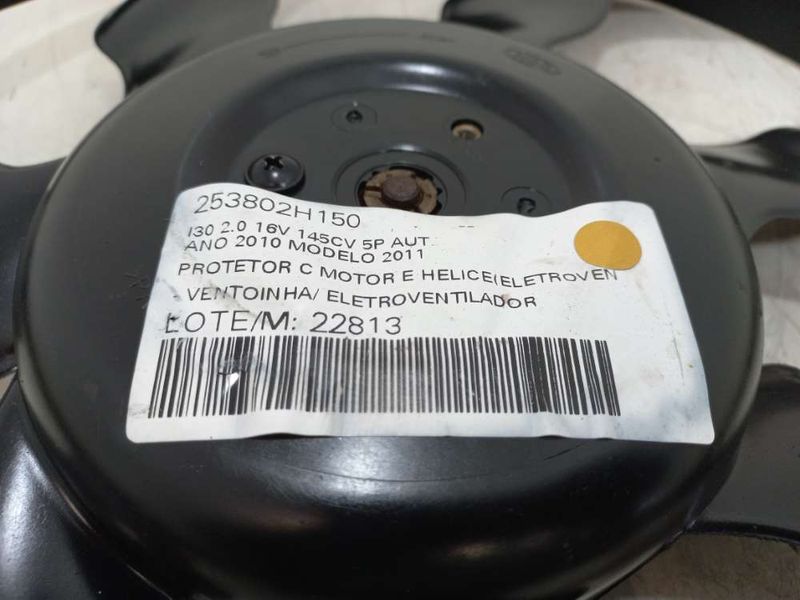 253802H150
I30 2.0 16V 145CV 5P AUT.
ANO 2010 MODELO 2011
PROTETOR C MOTOR E HELICE(ELETROVEN
- VENTOINHA/ ELETROVENTILADOR
LOTE/M: 22813